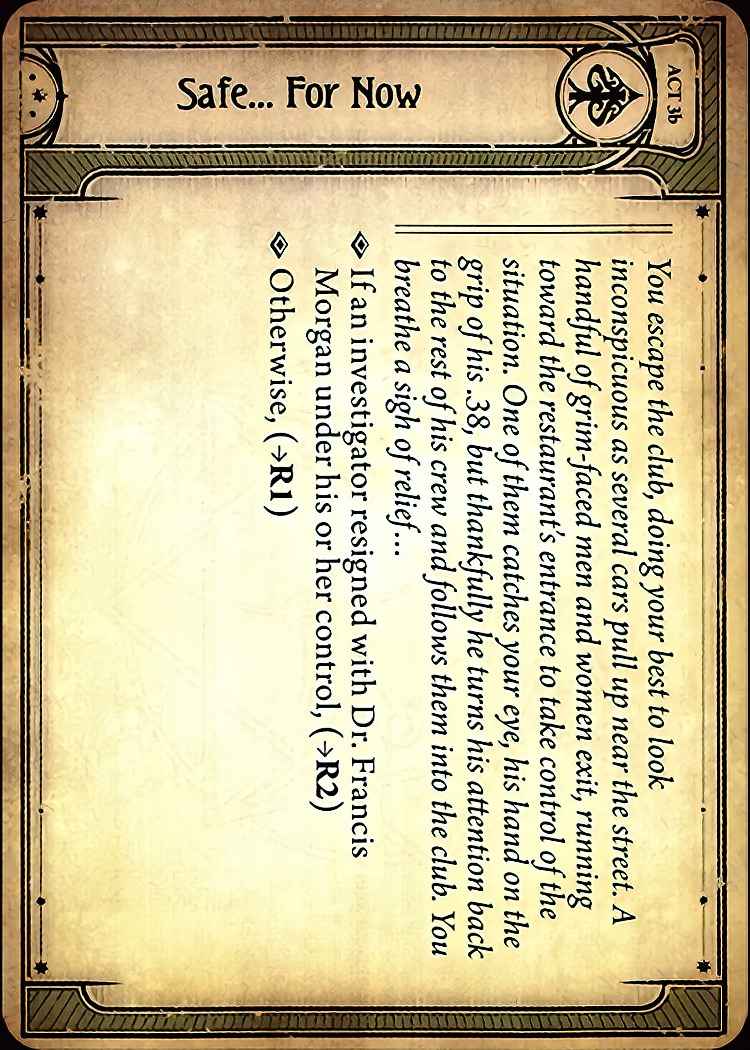 ACT 3b
Safe... For Now
You escape the club, doing your best to look
inconspicuous as several cars pull up near the street. A
handful of grim-faced men and women exit, running
toward the restaurant’s entrance to take control of the
situation. One of them catches your eye, his hand on the
grip of his .38, but thankfully he turns his attention back
to the rest of his crew and follows them into the club. You
breathe a sigh of relief...
If an investigator resigned with Dr. Francis
Morgan under his or her control, (→R2)
Otherwise, (→R1)